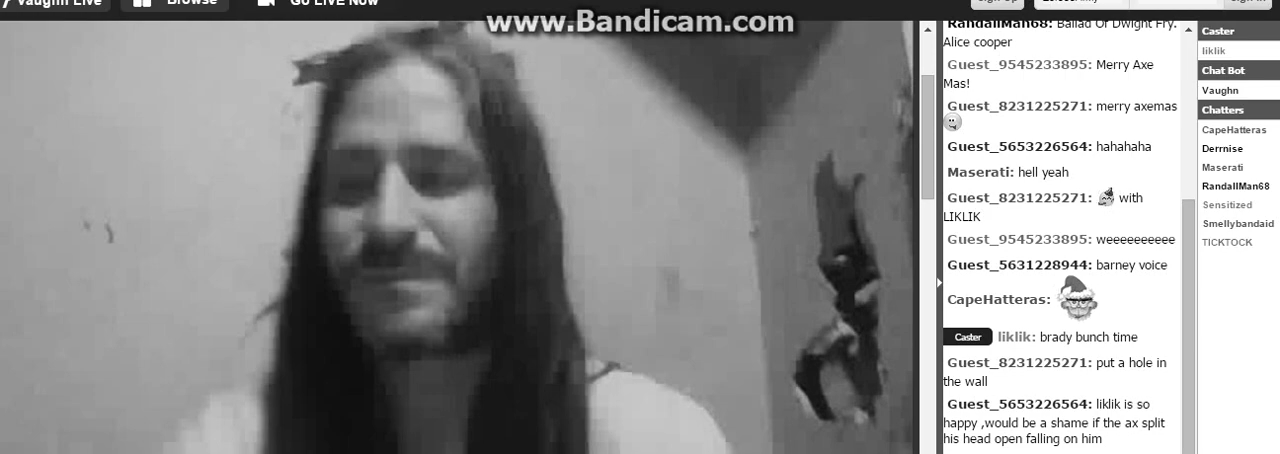 Vaughn Live
Browse
GO LIVE NOW
Sign Up
Sign In
www.Bandicam.com
RandallMan68: Ballad Of Dwight Fry.
Alice cooper
Guest_9545233895: Merry Axe
Mas!
Guest_8231225271: merry axemas
Guest_5653226564: hahahaha
Maserati: hell yeah
Guest_8231225271: with
LIKLIK
Guest_9545233895: weeeeeeeeee
Guest_5631228944: barney voice
CapeHatteras:
Caster liklik: brady bunch time
Guest_8231225271: put a hole in
the wall
Guest_5653226564: liklik is so
happy ,would be a shame if the ax split
his head open falling on him
Caster
liklik
Chat Bot
Vaughn
Chatters
CapeHatteras
Derrnise
Maserati
RandallMan68
Sensitized
Smellybandaid
TICKTOCK